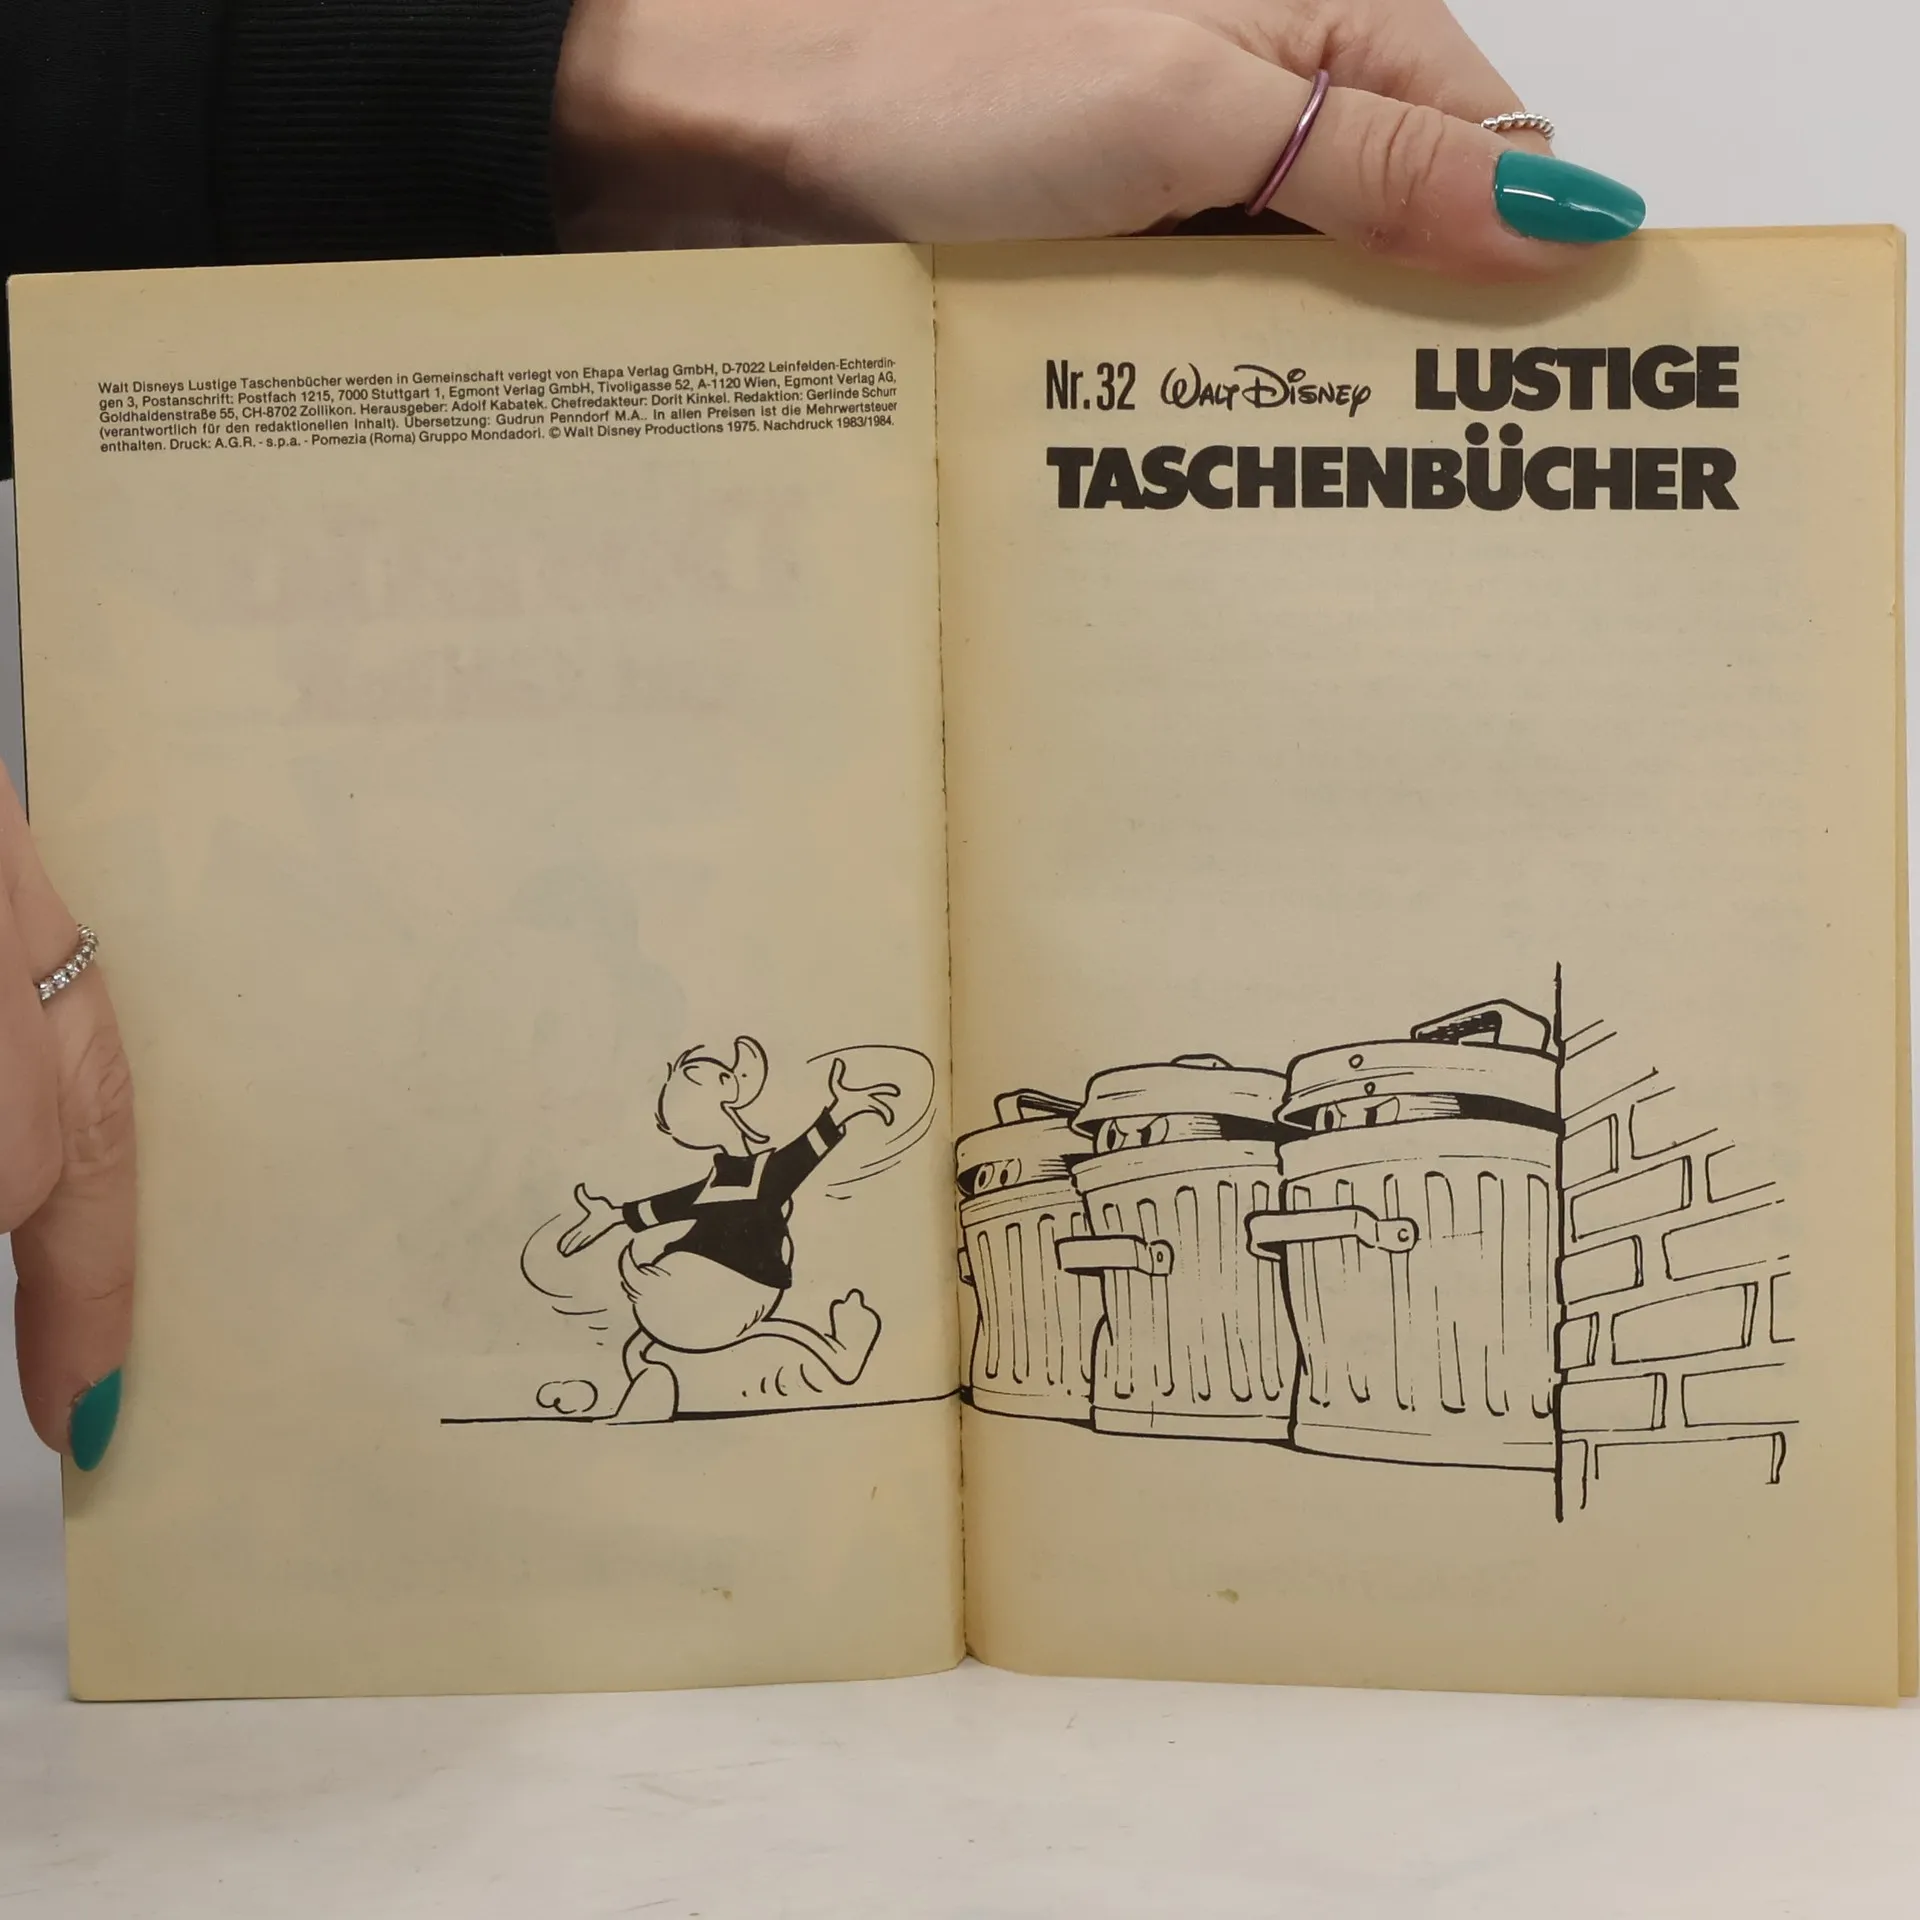 Walt Disneys Lustige Taschenbücher werden in Gemeinschaft verlegt von Ehapa Verlag GmbH, D-7022 Leinfelden-Echterdin-
gen 3, Postanschrift: Postfach 1215, 7000 Stuttgart 1, Egmont Verlag GmbH, Tivoligasse 52, A-1120 Wien, Egmont Verlag AG,
Goldhaldenstraße 55, CH-8702 Zollikon. Herausgeber: Adolf Kabatek. Chefredakteur: Dorit Kinkel. Redaktion: Gerlinde Schurr
(verantwortlich für den redaktionellen Inhalt). Übersetzung: Gudrun Penndorf M.A.. In allen Preisen ist die Mehrwertsteuer
enthalten. Druck: A.G.R. - s.p.a. - Pomezia (Roma) Gruppo Mondadori. © Walt Disney Productions 1975. Nachdruck 1983/1984.
Nr. 32 Walt Disney LUSTIGE
TASCHENBÜCHER